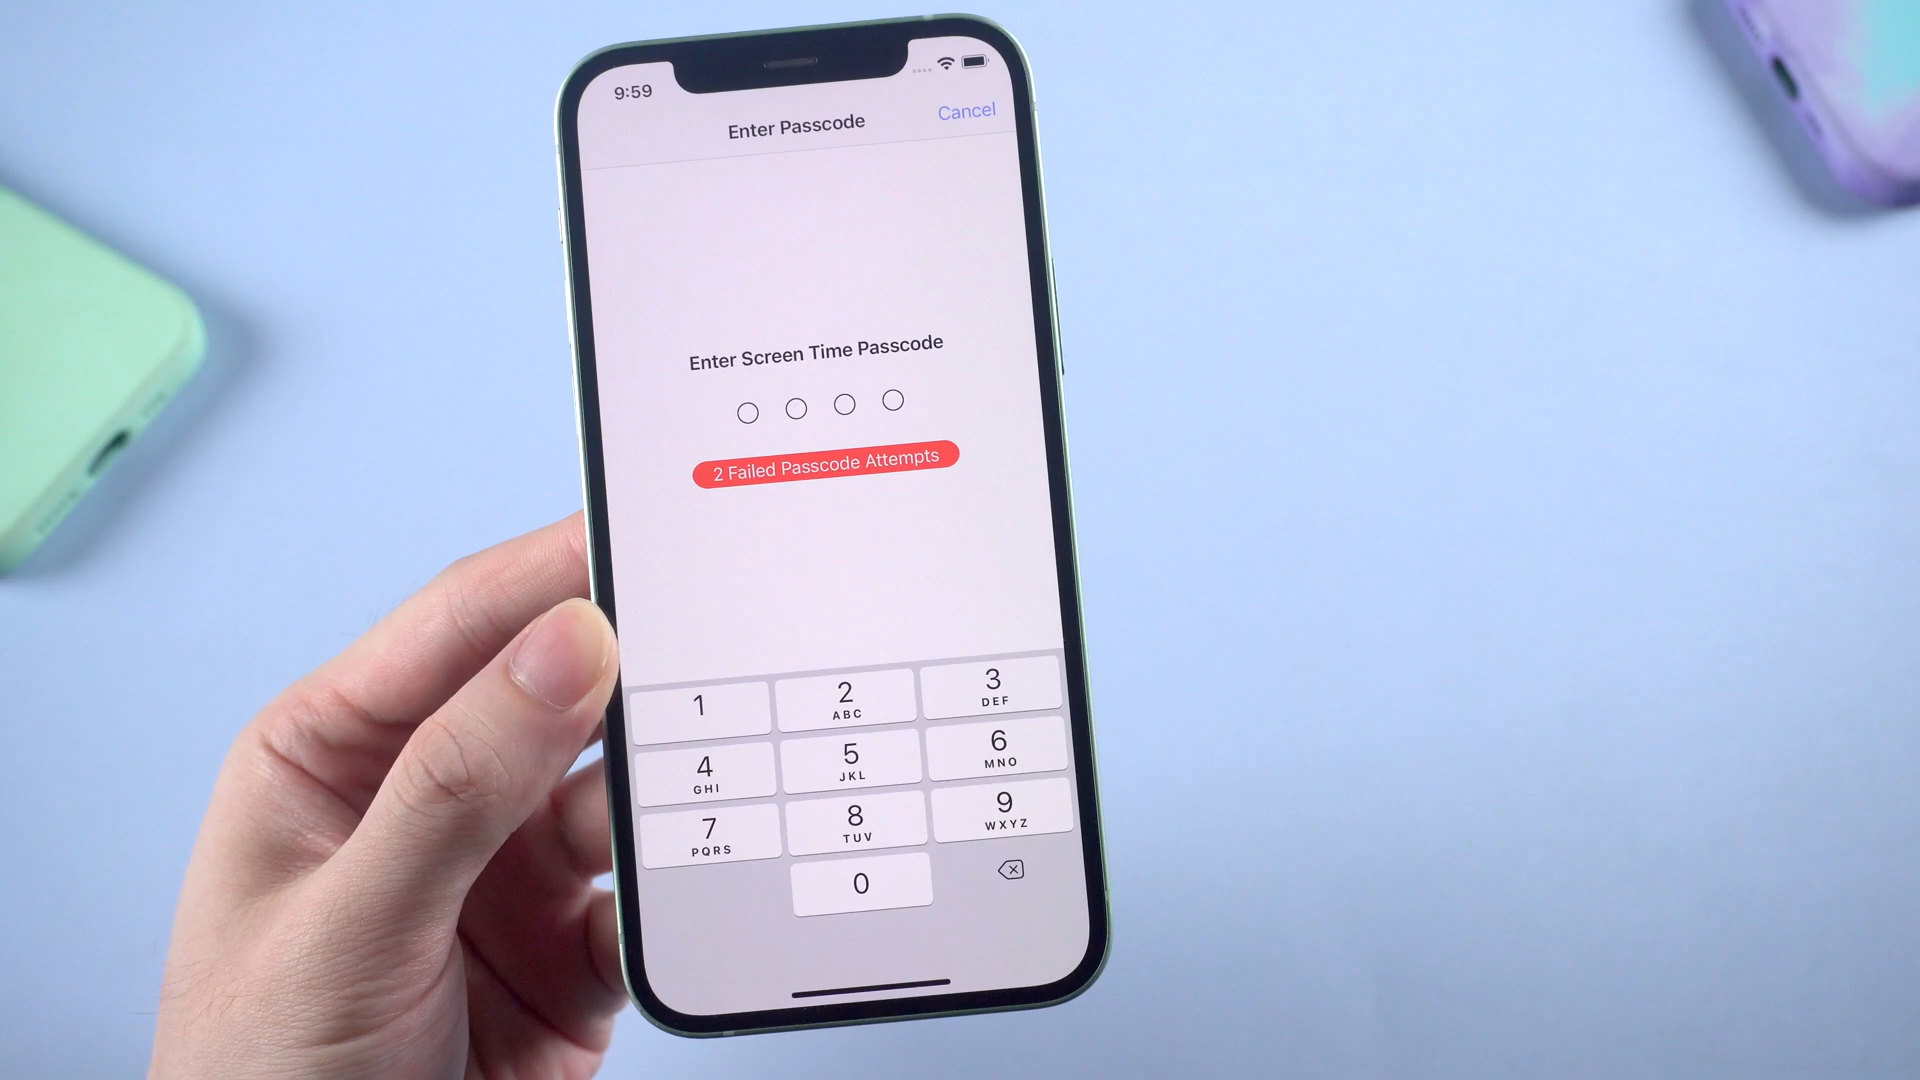 9:59
Enter Passcode
Cancel
Enter Screen Time Passcode
2 Failed Passcode Attempts
1
2
ABC
3
DEF
4
GHI
5
JKL
6
MNO
7
PQRS
8
TUV
9
WXYZ
0